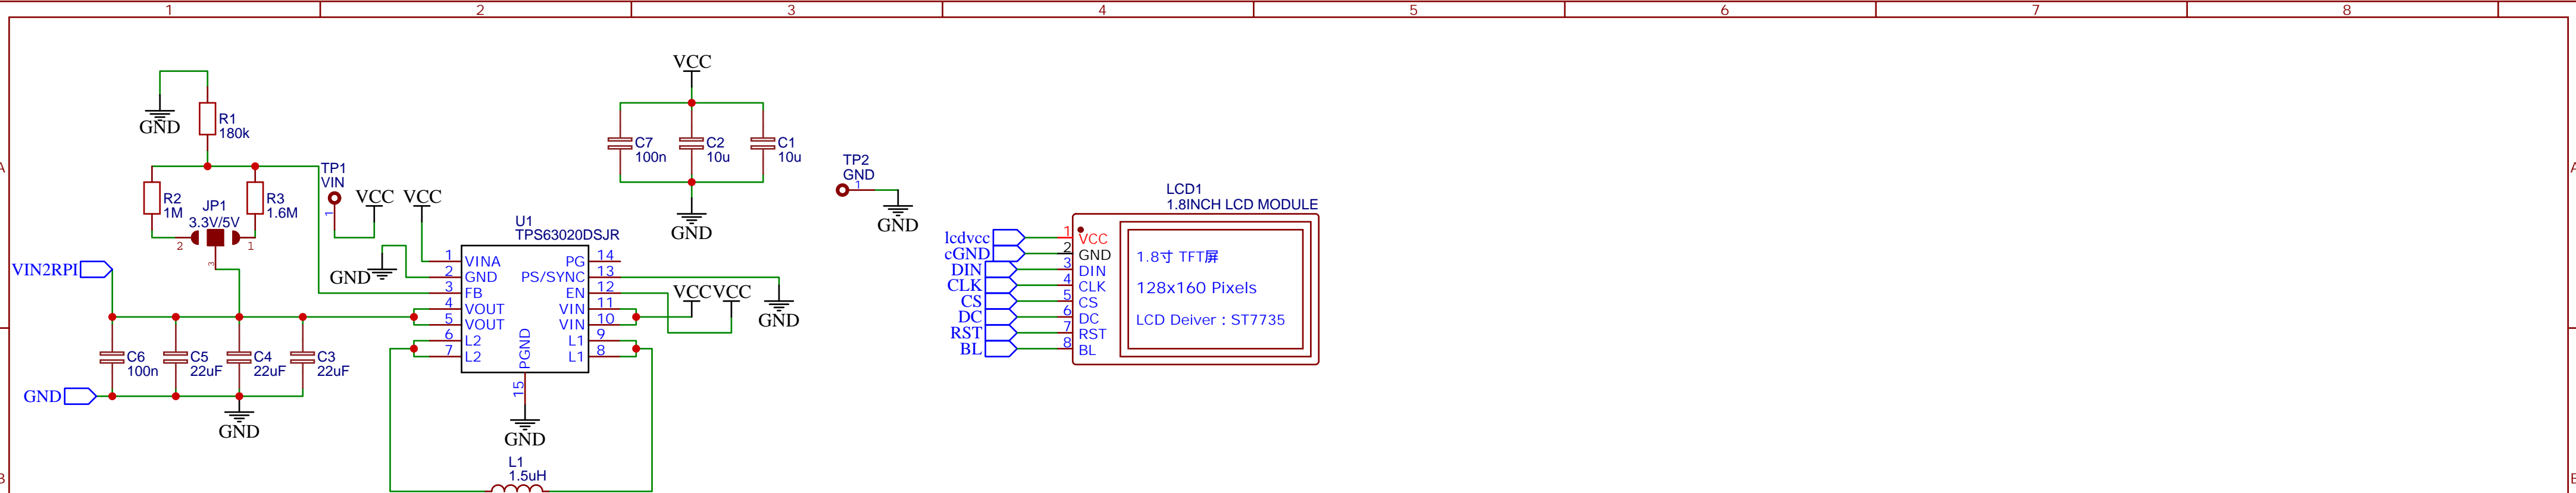 1 2 3 4 5 6 7 8
A
A
B
VCC
GND
R1
180k
C7
100n
C2
10u
C1
10u
GND
TP1
VIN
1
VCC
VCC
R2
1M
JP1
3.3V/5V
2
1
3
R3
1.6M
TP2
GND
1
GND
VIN2RPI
GND
U1
TPS63020DSJR
1 VINA
2 GND
3 FB
4 VOUT
5 VOUT
6 L2
7 L2
PG 14
PS/SYNC 13
EN 12
VIN 11
VIN 10
L1 9
L1 8
PGND
15
VCC
VCC
GND
C6
100n
C5
22uF
C4
22uF
C3
22uF
GND
GND
GND
L1
1.5uH
LCD1
1.8INCH LCD MODULE
lcdvcc 1 VCC
cGND 2 GND
DIN 3 DIN
CLK 4 CLK
CS 5 CS
DC 6 DC
RST 7 RST
BL 8 BL
1.8寸 TFT屏
128x160 Pixels
LCD Deiver : ST7735